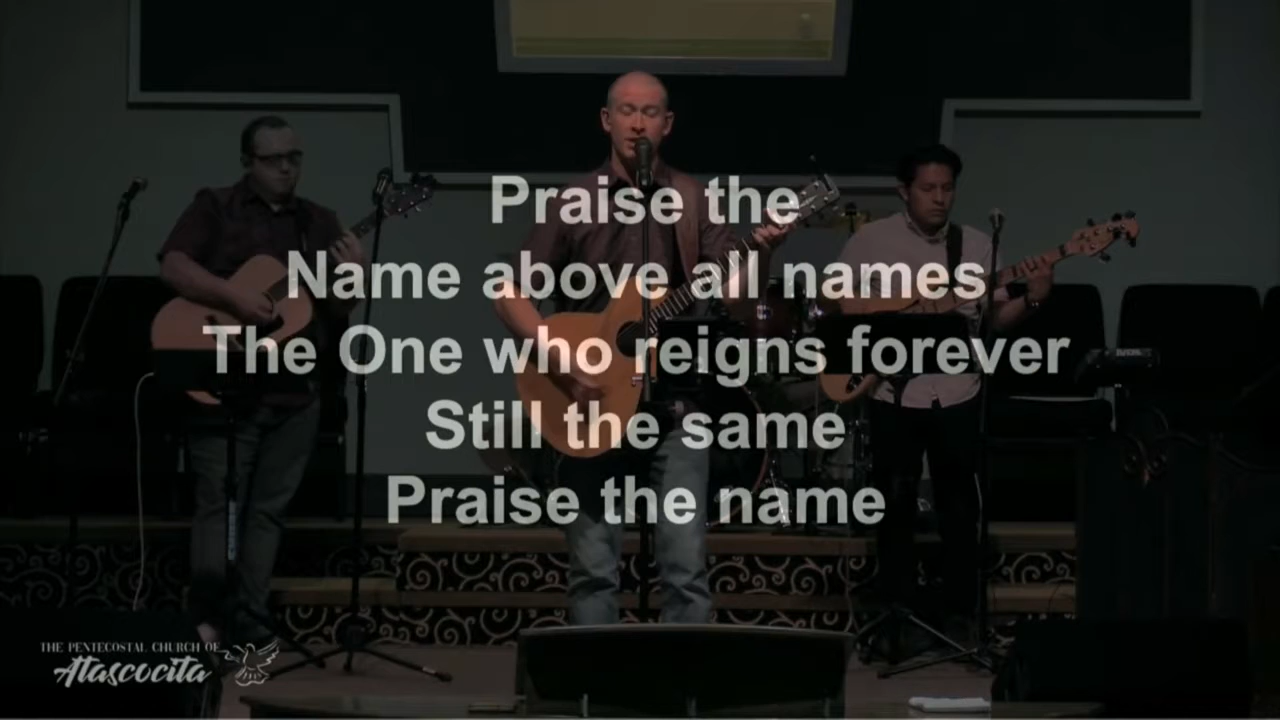 Praise the
Name above all names
The One who reigns forever
Still the same
Praise the name
THE PENTECOSTAL CHURCH OF
Atascocita